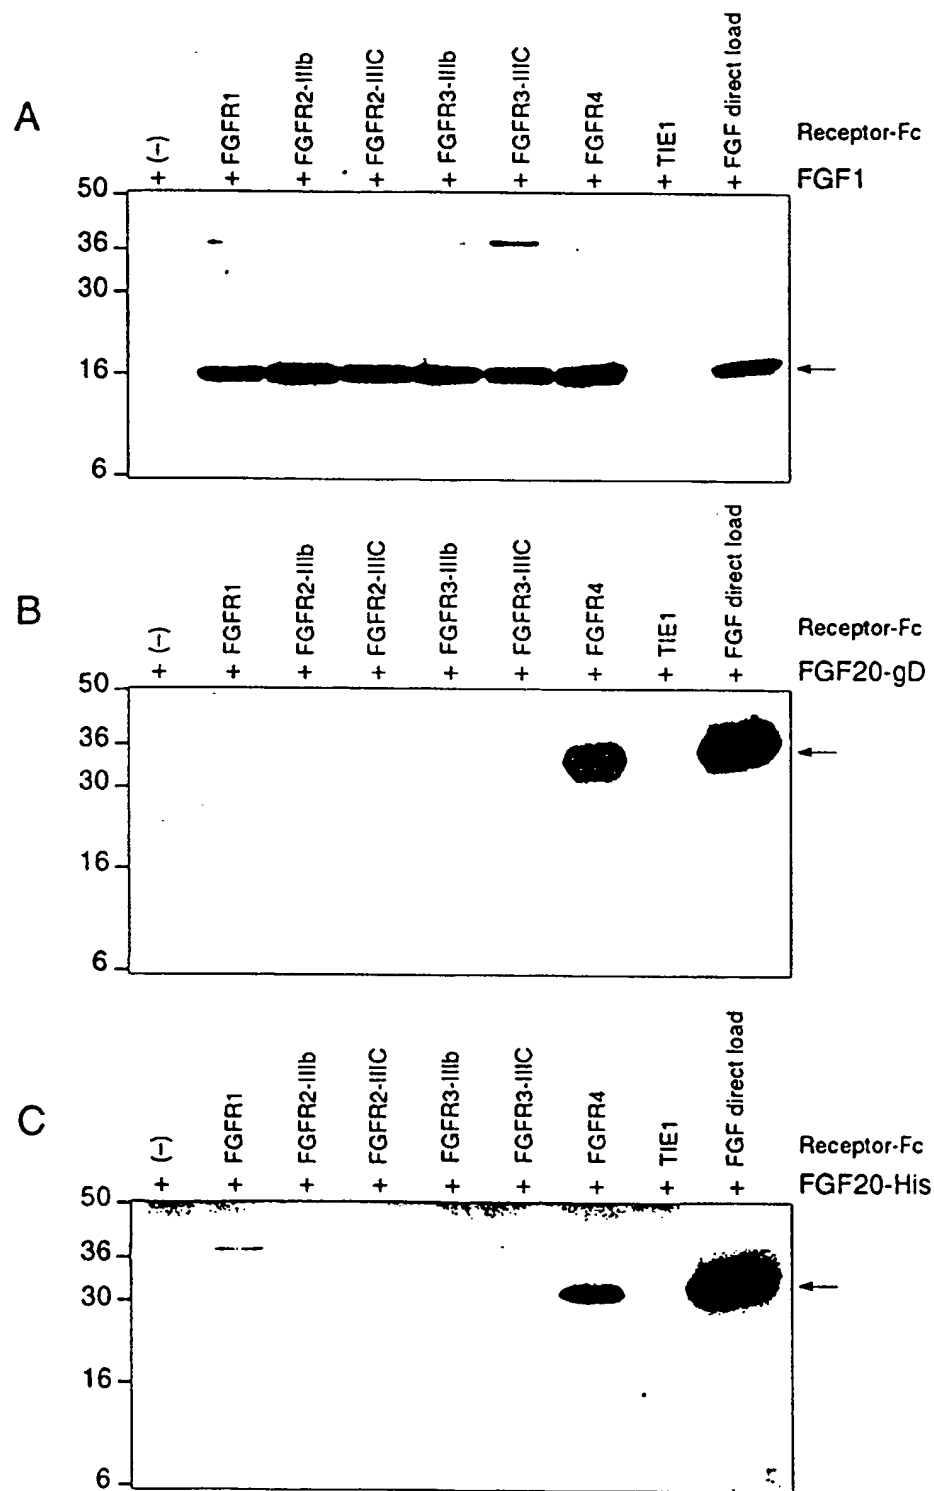 A
+ (–)
+ FGFR1
+ FGFR2-IIIb
+ FGFR2-IIIC
+ FGFR3-IIIb
+ FGFR3-IIIC
+ FGFR4
+ TIE1
+ FGF direct load
Receptor-Fc
FGF1
50
36
30
16
6
B
+ (–)
+ FGFR1
+ FGFR2-IIIb
+ FGFR2-IIIC
+ FGFR3-IIIb
+ FGFR3-IIIC
+ FGFR4
+ TIE1
+ FGF direct load
Receptor-Fc
FGF20-gD
50
36
30
16
6
C
+ (–)
+ FGFR1
+ FGFR2-IIIb
+ FGFR2-IIIC
+ FGFR3-IIIb
+ FGFR3-IIIC
+ FGFR4
+ TIE1
+ FGF direct load
Receptor-Fc
FGF20-His
50
36
30
16
6